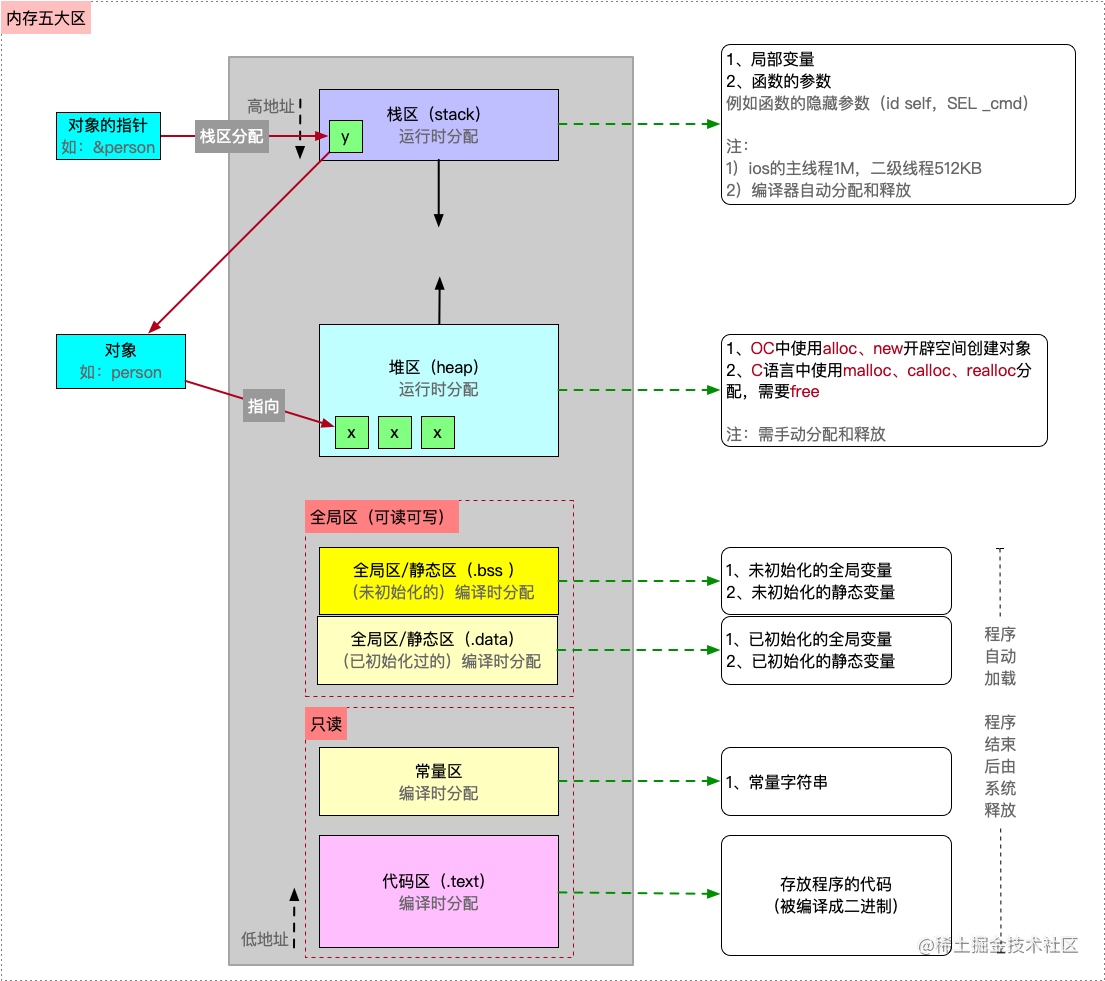 内存五大区
高地址
对象的指针
如：&person
栈区分配
y
栈区（stack）
运行时分配
1、局部变量
2、函数的参数
例如函数的隐藏参数（id self，SEL _cmd）
注：
1）ios的主线程1M，二级线程512KB
2）编译器自动分配和释放
对象
如：person
指向
堆区（heap）
运行时分配
x
x
x
1、OC中使用alloc、new开辟空间创建对象
2、C语言中使用malloc、calloc、realloc分
配，需要free
注：需手动分配和释放
全局区（可读可写）
全局区/静态区（.bss ）
（未初始化的）编译时分配
1、未初始化的全局变量
2、未初始化的静态变量
全局区/静态区（.data）
（已初始化过的）编译时分配
1、已初始化的全局变量
2、已初始化的静态变量
程序
自动
加载
程序
结束
后由
系统
释放
只读
常量区
编译时分配
1、常量字符串
代码区（.text）
编译时分配
存放程序的代码
（被编译成二进制）
低地址
@稀土掘金技术社区